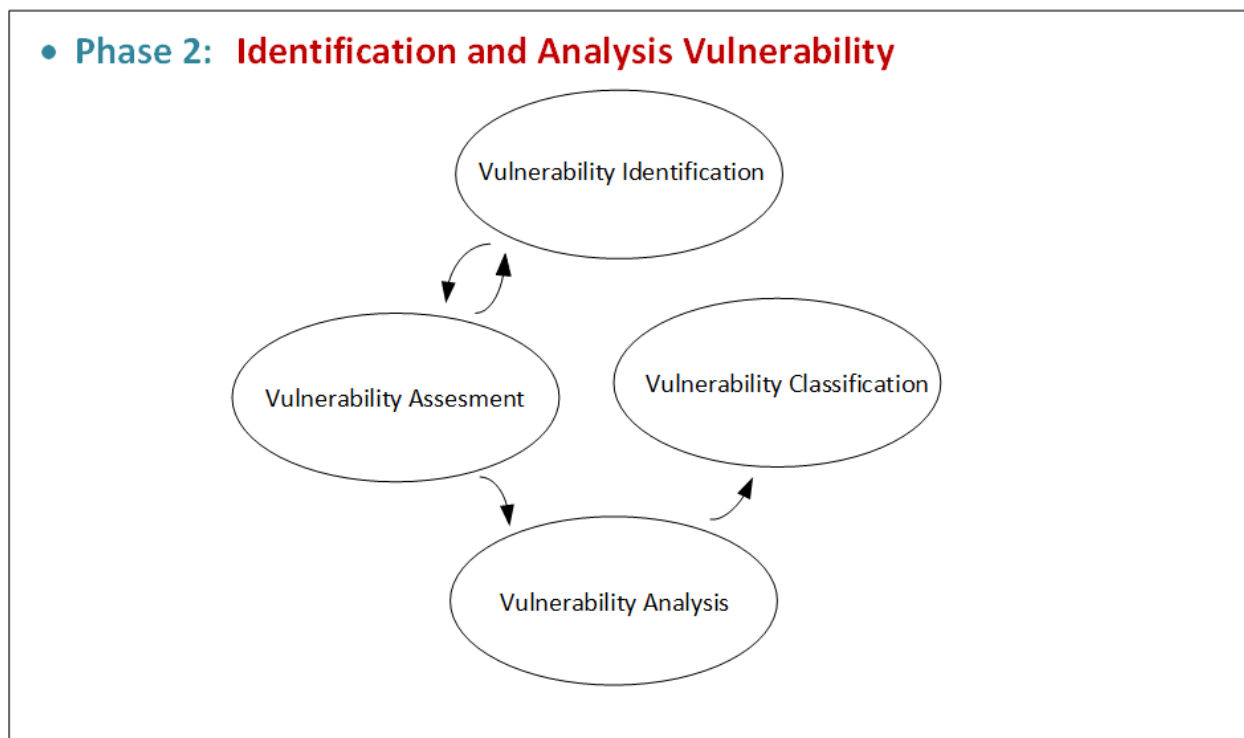 • Phase 2: Identification and Analysis Vulnerability
Vulnerability Identification
Vulnerability Assesment
Vulnerability Classification
Vulnerability Analysis